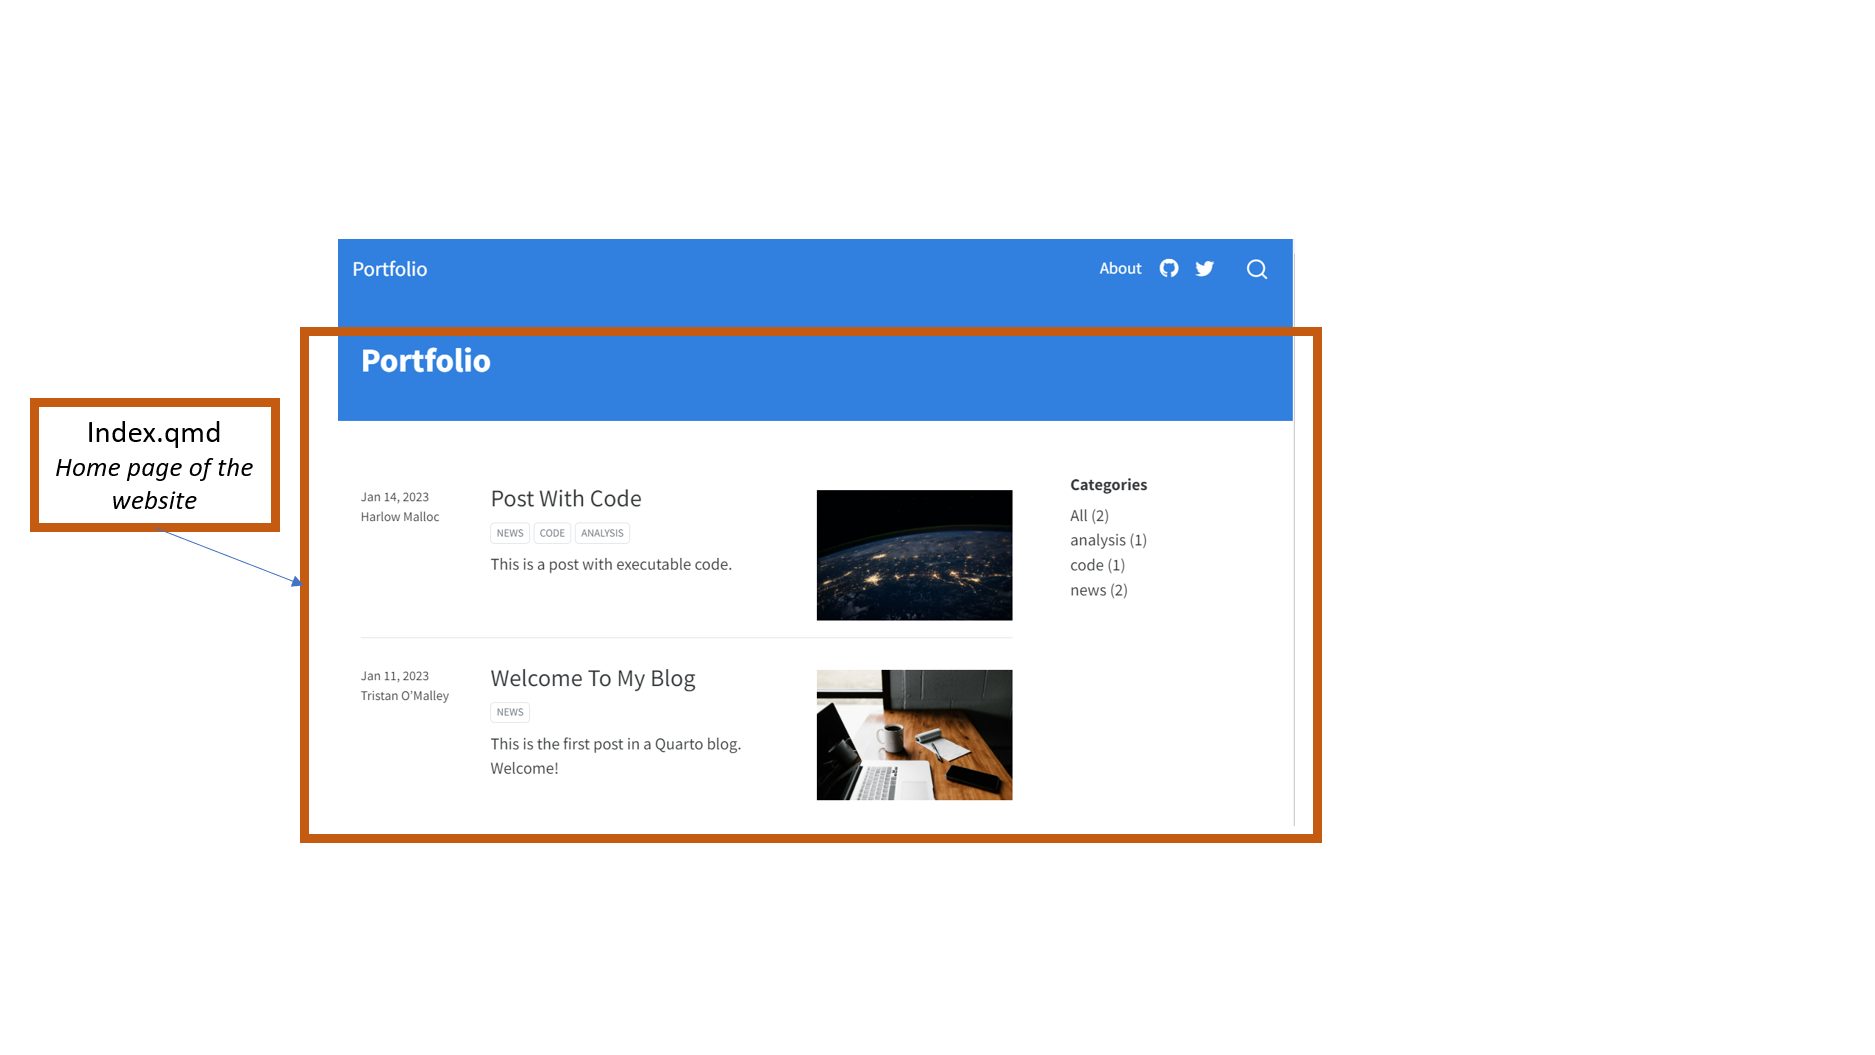 Portfolio
About
Portfolio
Index.qmd
Home page of the
website
Jan 14, 2023
Harlow Malloc
Post With Code
NEWS CODE ANALYSIS
This is a post with executable code.
Categories
All (2)
analysis (1)
code (1)
news (2)
Jan 11, 2023
Tristan O’Malley
Welcome To My Blog
NEWS
This is the first post in a Quarto blog.
Welcome!